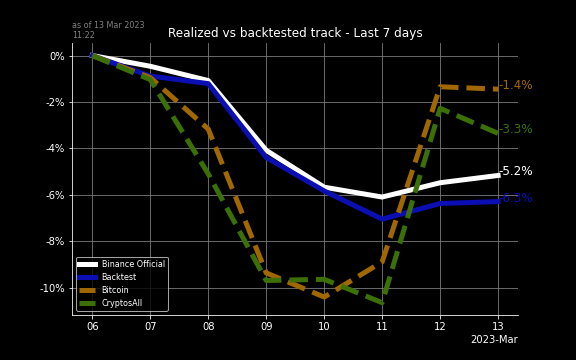 as of 13 Mar 2023
11:22
Realized vs backtested track - Last 7 days
0%
-2%
-4%
-6%
-8%
-10%
-1.4%
-3.3%
-5.2%
-6.3%
Binance Official
Backtest
Bitcoin
CryptosAll
06 07 08 09 10 11 12 13
2023-Mar